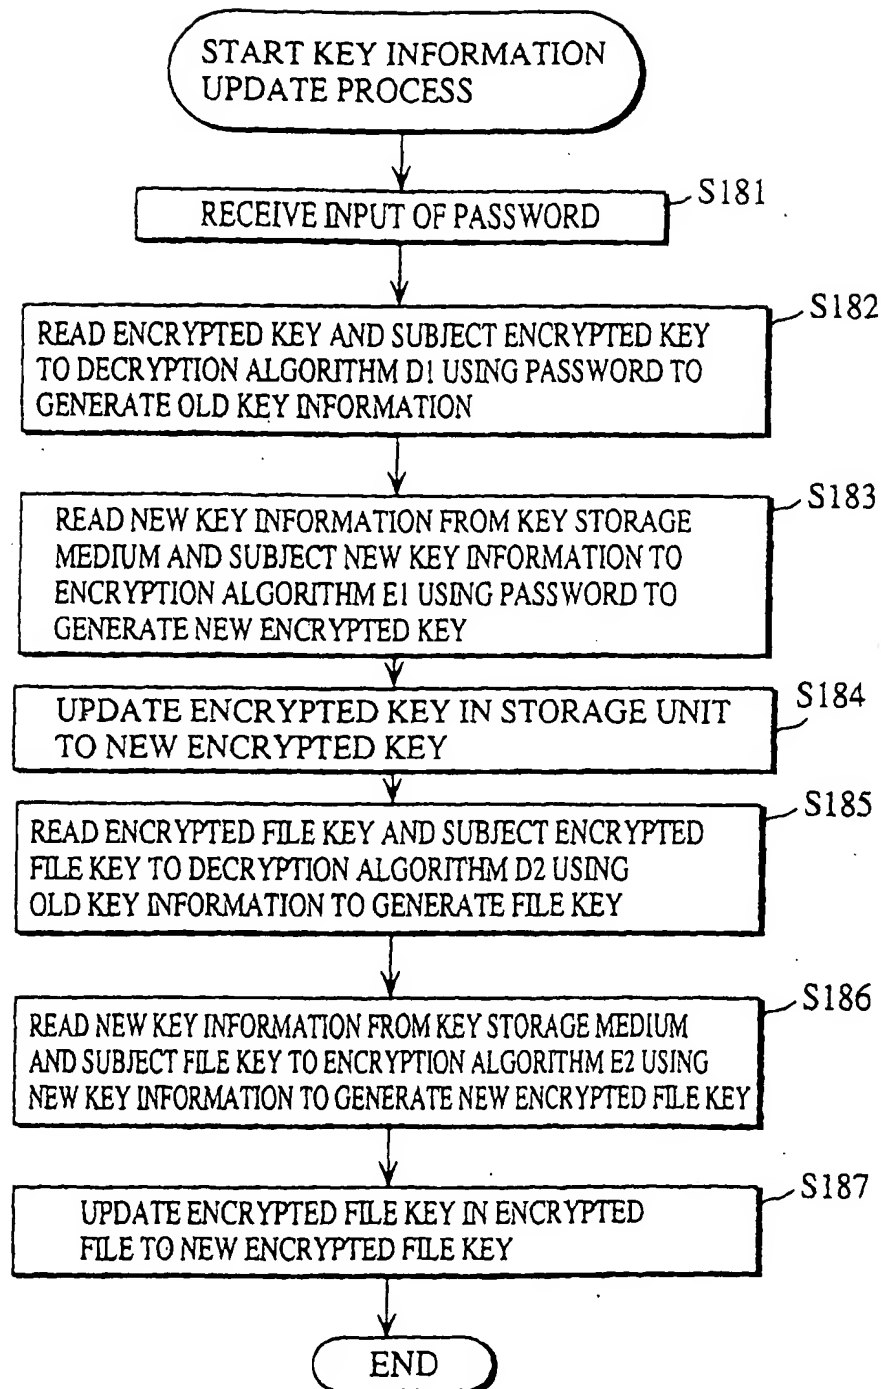 START KEY INFORMATION
UPDATE PROCESS
S181
RECEIVE INPUT OF PASSWORD
S182
READ ENCRYPTED KEY AND SUBJECT ENCRYPTED KEY
TO DECRYPTION ALGORITHM D1 USING PASSWORD TO
GENERATE OLD KEY INFORMATION
S183
READ NEW KEY INFORMATION FROM KEY STORAGE
MEDIUM AND SUBJECT NEW KEY INFORMATION TO
ENCRYPTION ALGORITHM E1 USING PASSWORD TO
GENERATE NEW ENCRYPTED KEY
S184
UPDATE ENCRYPTED KEY IN STORAGE UNIT
TO NEW ENCRYPTED KEY
S185
READ ENCRYPTED FILE KEY AND SUBJECT ENCRYPTED
FILE KEY TO DECRYPTION ALGORITHM D2 USING
OLD KEY INFORMATION TO GENERATE FILE KEY
S186
READ NEW KEY INFORMATION FROM KEY STORAGE MEDIUM
AND SUBJECT FILE KEY TO ENCRYPTION ALGORITHM E2 USING
NEW KEY INFORMATION TO GENERATE NEW ENCRYPTED FILE KEY
S187
UPDATE ENCRYPTED FILE KEY IN ENCRYPTED
FILE TO NEW ENCRYPTED FILE KEY
END